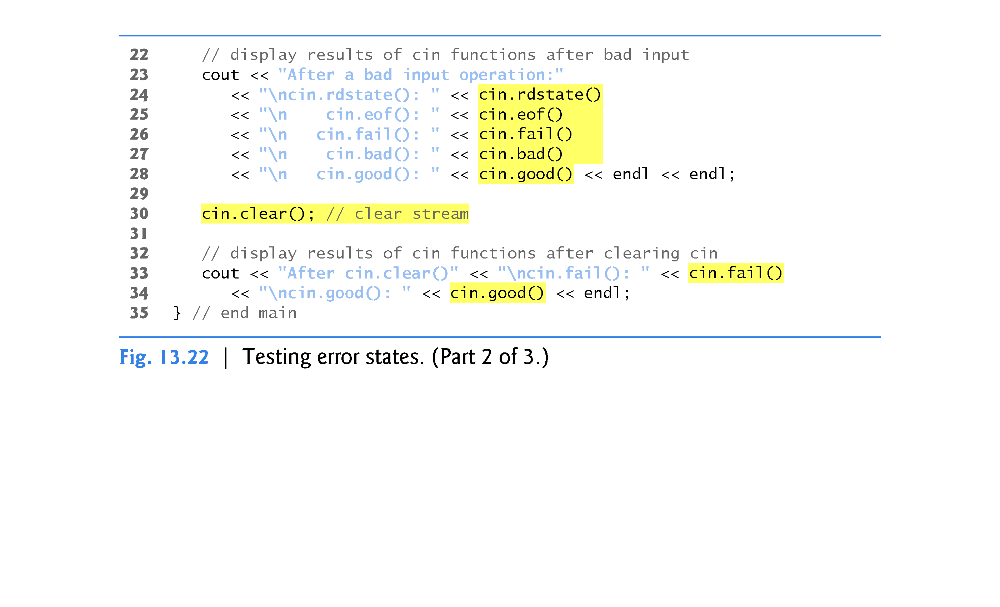 22 // display results of cin functions after bad input
23 cout << "After a bad input operation:"
24 << "\ncin.rdstate(): " << cin.rdstate()
25 << "\n    cin.eof(): " << cin.eof()
26 << "\n   cin.fail(): " << cin.fail()
27 << "\n    cin.bad(): " << cin.bad()
28 << "\n   cin.good(): " << cin.good() << endl << endl;
29
30 cin.clear(); // clear stream
31
32 // display results of cin functions after clearing cin
33 cout << "After cin.clear()" << "\ncin.fail(): " << cin.fail()
34 << "\ncin.good(): " << cin.good() << endl;
35 } // end main
Fig. 13.22 | Testing error states. (Part 2 of 3.)